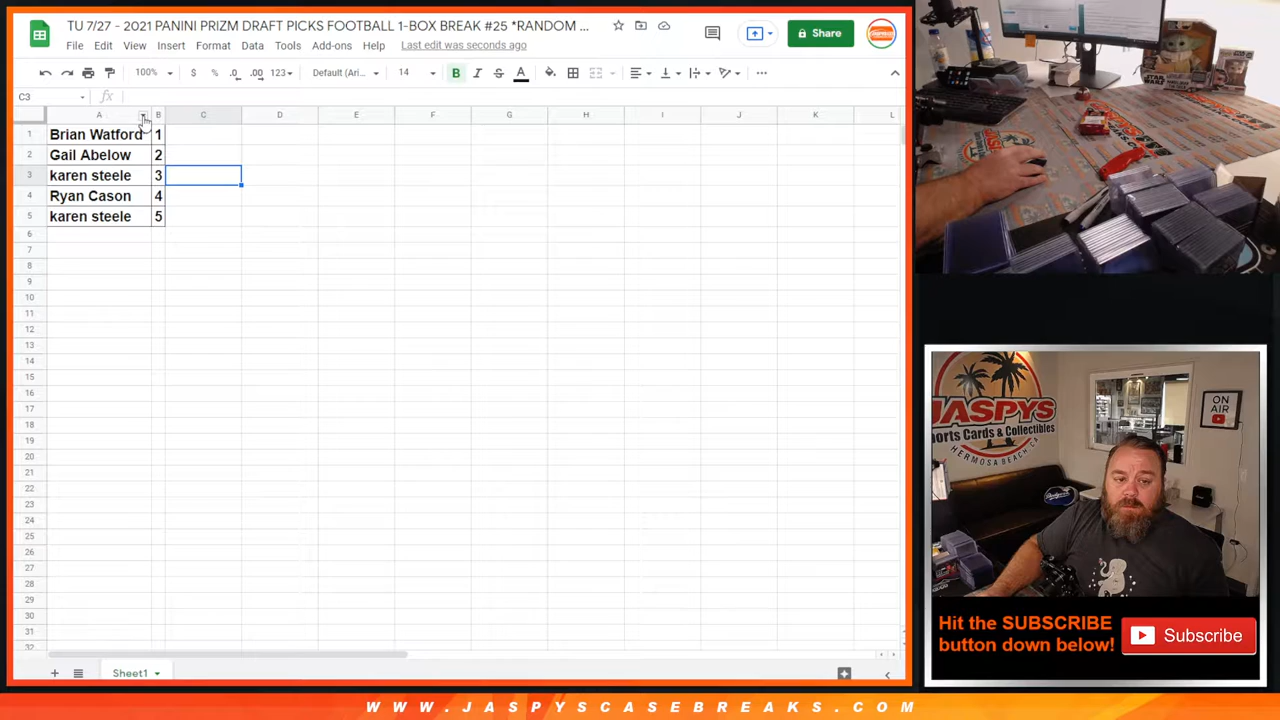 TU 7/27 - 2021 PANINI PRIZM DRAFT PICKS FOOTBALL 1-BOX BREAK #25 *RANDOM ...
File Edit View Insert Format Data Tools Add-ons Help Last edit was seconds ago
Share
100% $ % .0 .00 123 Default (Ari... 14 B I S A
C3 fx
A B C D E F G H I J K L
1 Brian Watford 1
2 Gail Abelow 2
3 karen steele 3
4 Ryan Cason 4
5 karen steele 5
6
7
8
9
10
11
12
13
14
15
16
17
18
19
20
21
22
23
24
25
26
27
28
29
30
31
32
Sheet1
STAR WARS
JASPYS
Sports Cards & Collectibles
HERMOSA BEACH CA
ON AIR
Hit the SUBSCRIBE
button down below!
Subscribe
WWW.JASPYSCASEBREAKS.COM